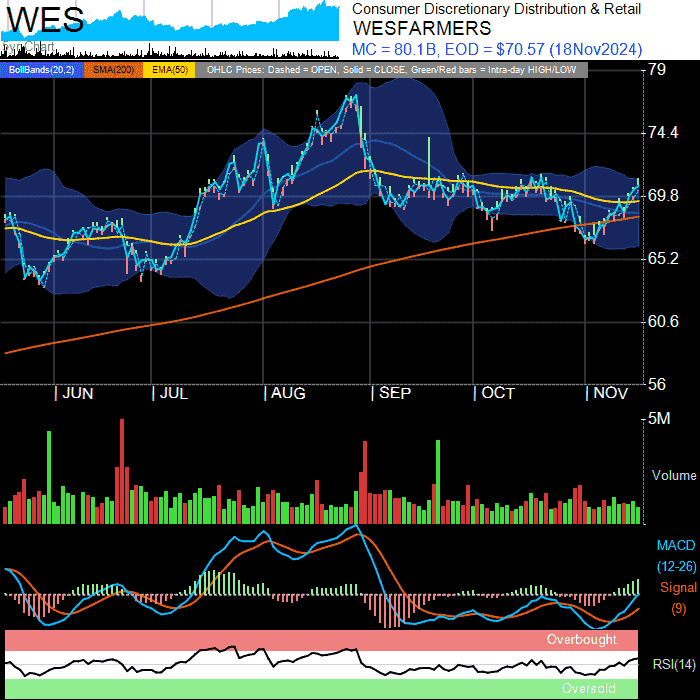 WES
Consumer Discretionary Distribution & Retail
WESFARMERS
MC = 80.1B, EOD = $70.57 (18Nov2024)
BollBands(20,2) SMA(200) EMA(50) OHLC Prices: Dashed = OPEN, Solid = CLOSE, Green/Red bars = Intra-day HIGH/LOW
79
74.4
69.8
65.2
60.6
56
JUN JUL AUG SEP OCT NOV
5M
Volume
MACD
(12-26)
Signal
(9)
Overbought
RSI(14)
Oversold